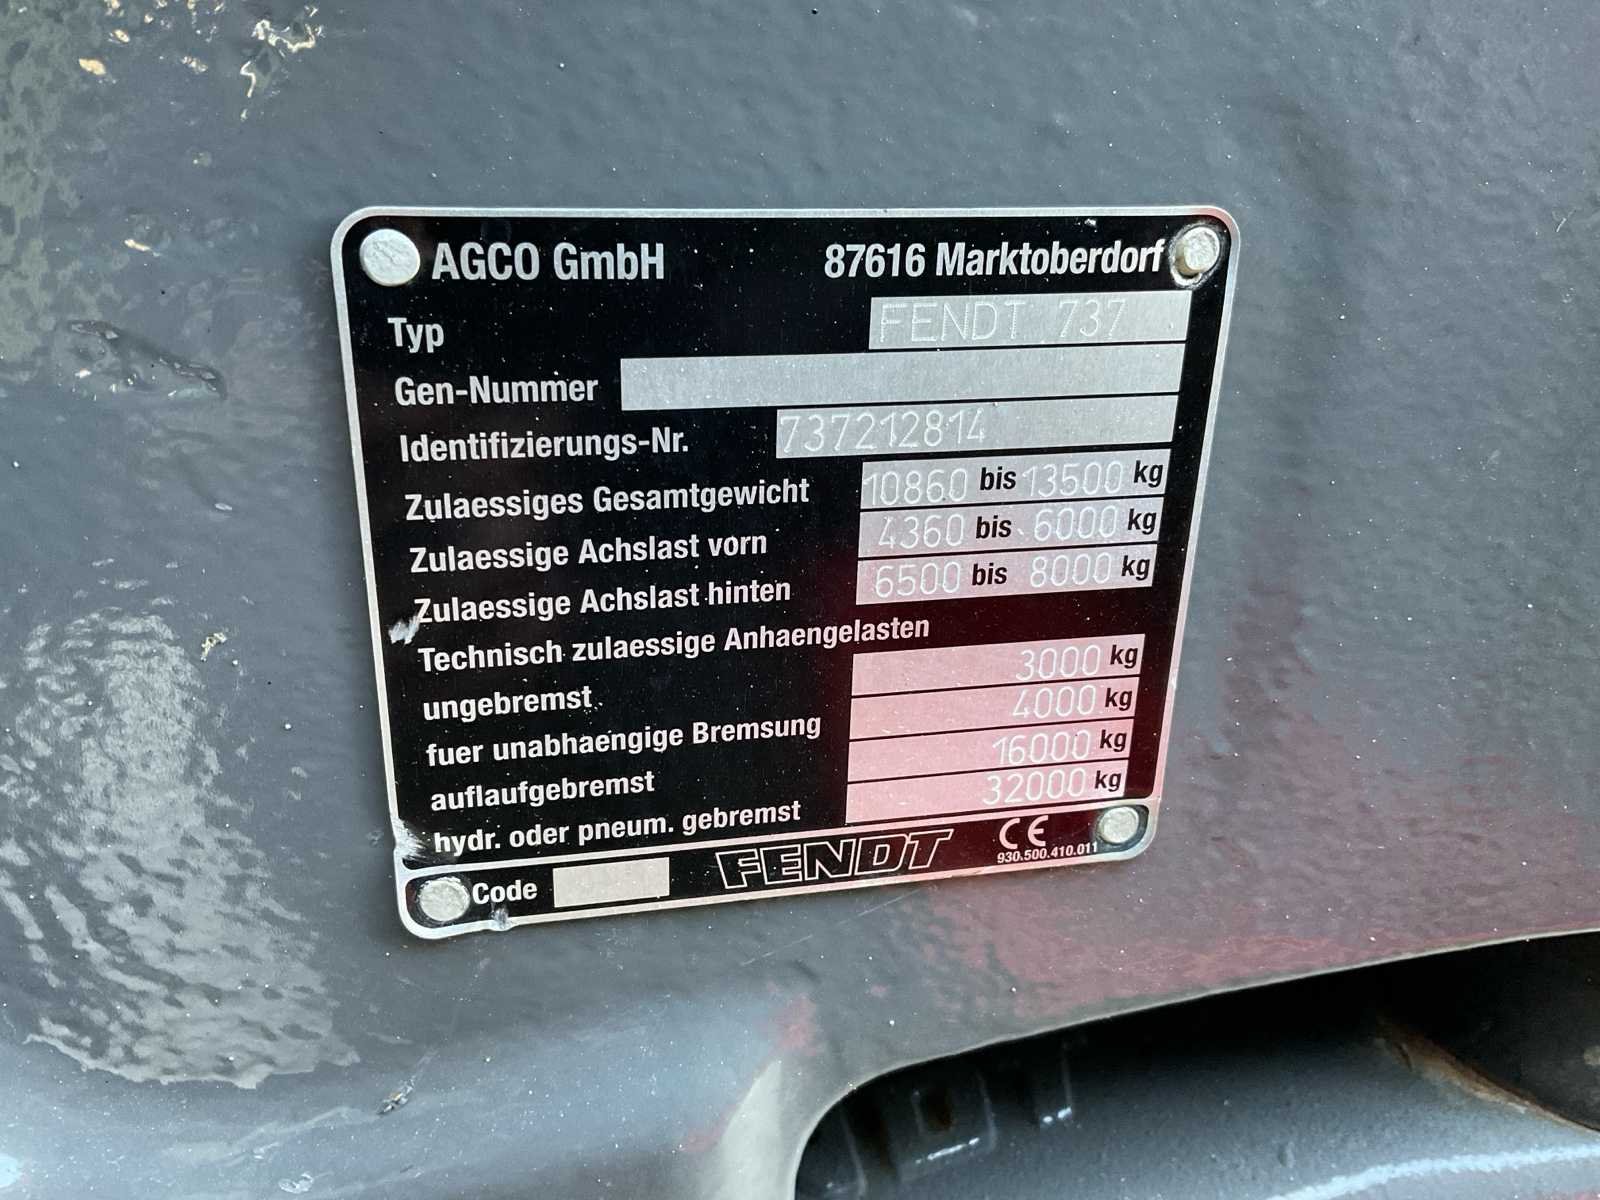 AGCO GmbH 87616 Marktoberdorf
Typ FENDT 737
Gen-Nummer
Identifizierungs-Nr. 737212814
Zulaessiges Gesamtgewicht 10860 bis 13500 kg
Zulaessige Achslast vorn 4360 bis 6000 kg
Zulaessige Achslast hinten 6500 bis 8000 kg
Technisch zulaessige Anhaengelasten
ungebremst 3000 kg
fuer unabhaengige Bremsung 4000 kg
auflaufgebremst 16000 kg
hydr. oder pneum. gebremst 32000 kg
Code FENDT CE
930.500.410.011